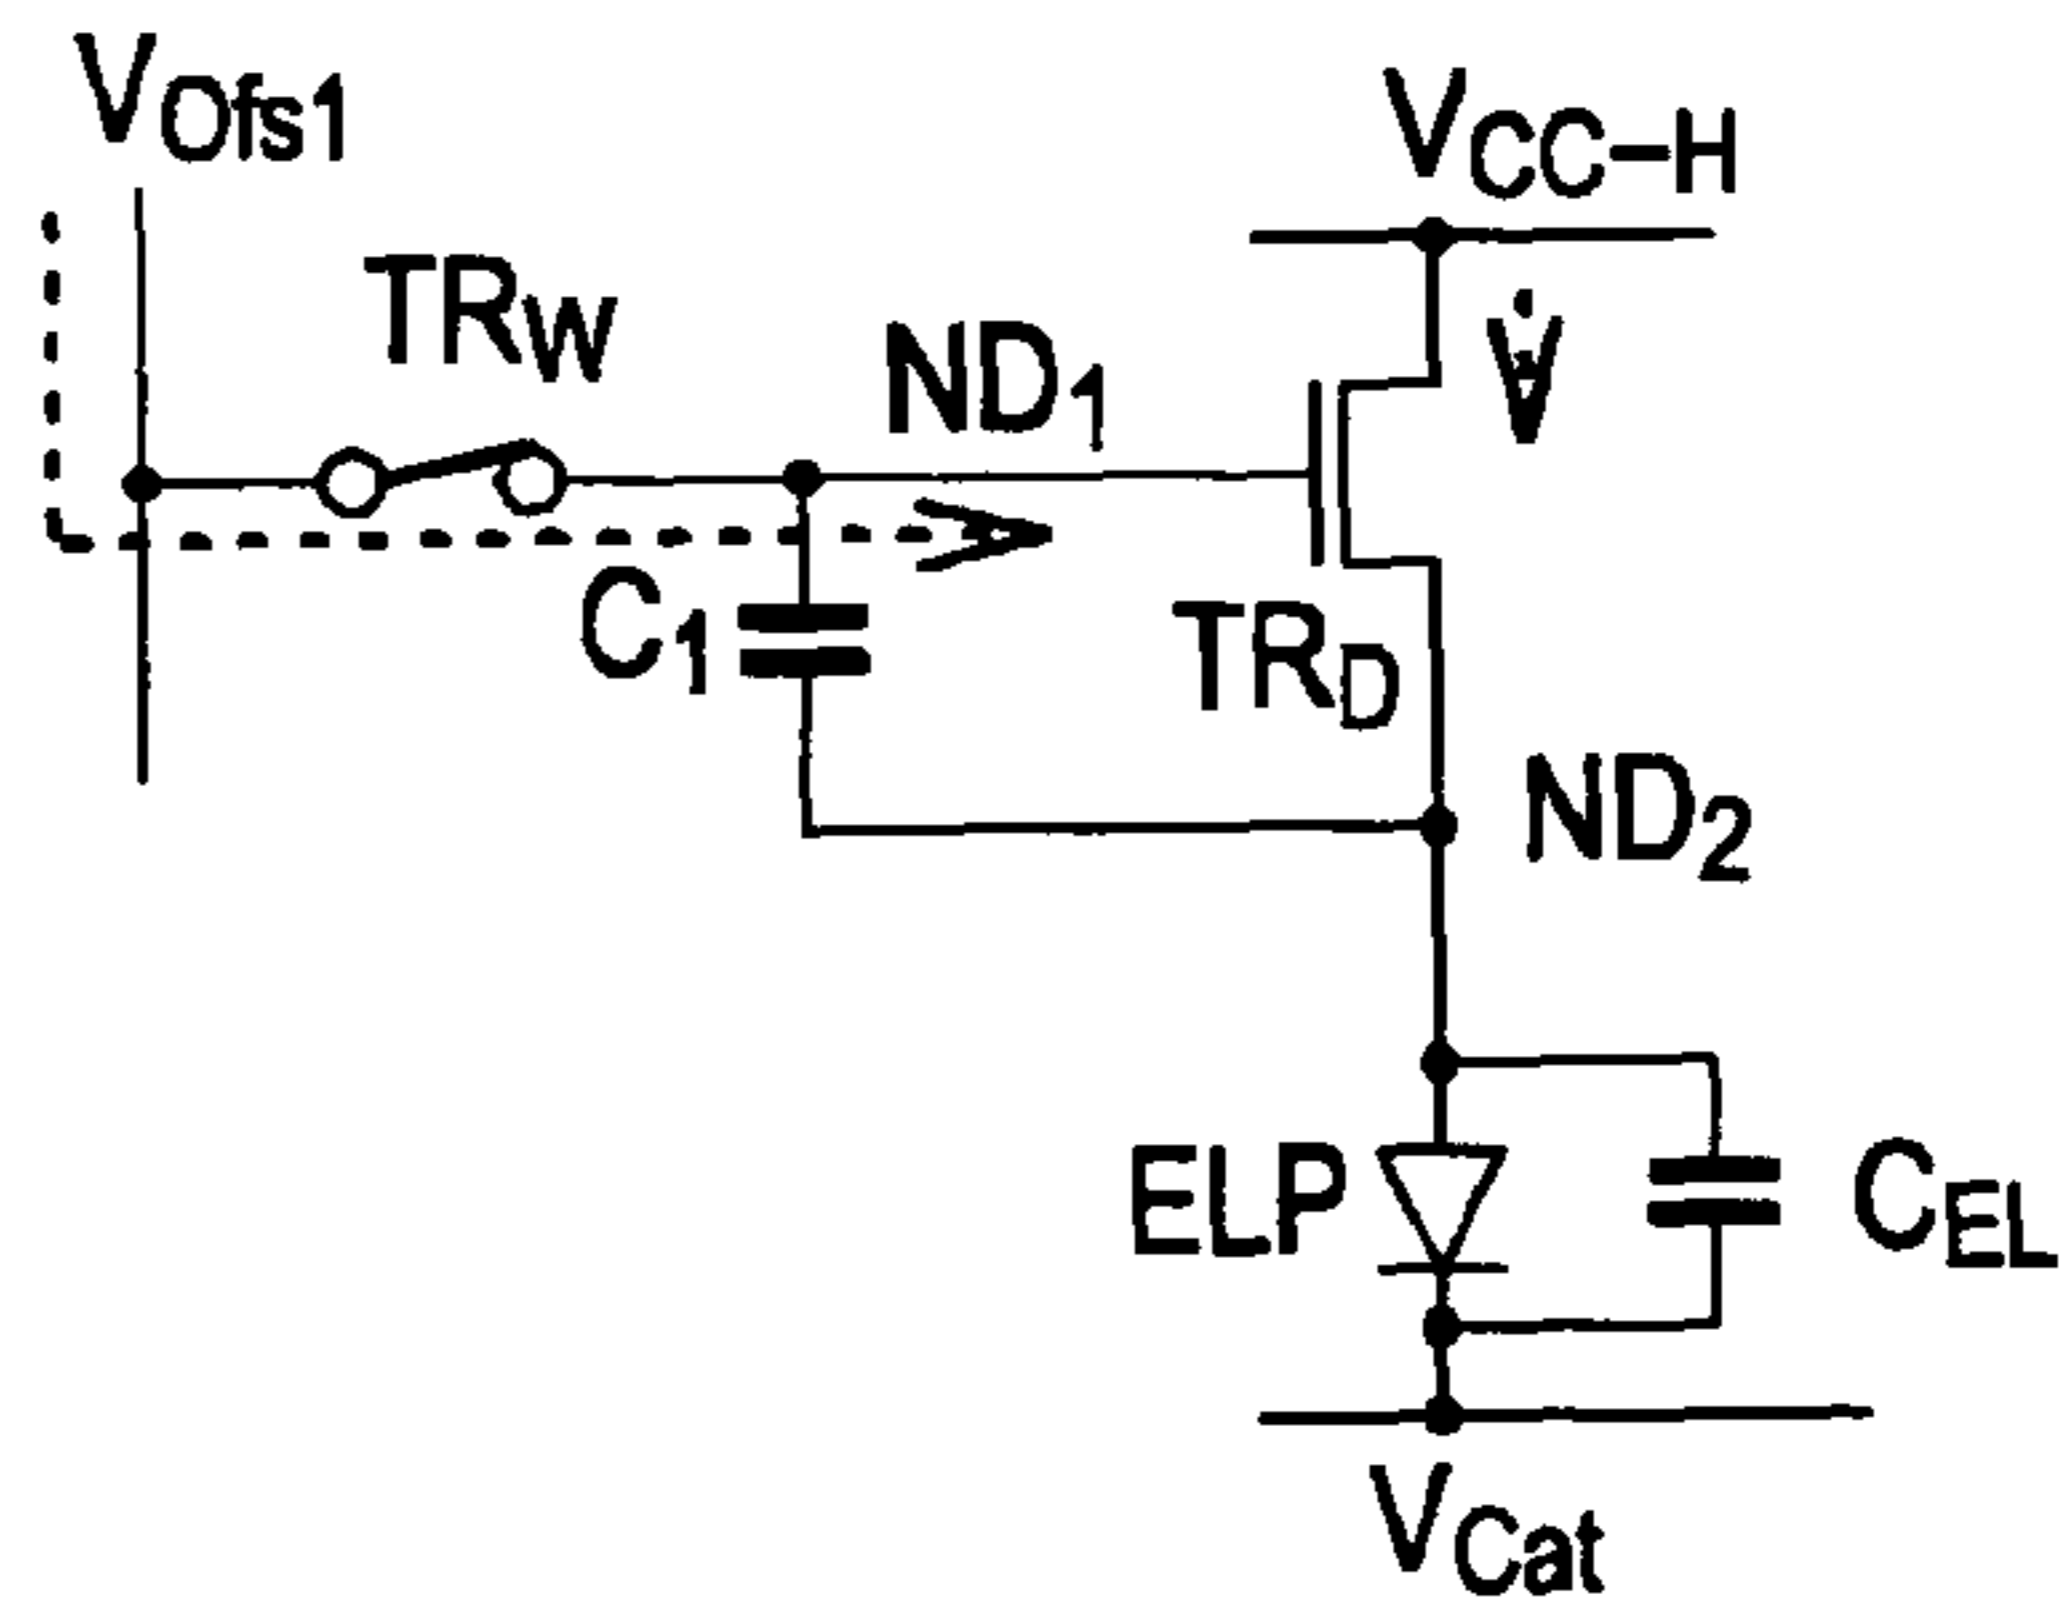 VOfs1
VCC-H
TRW
ND1
C1
TRD
ND2
ELP
CEL
VCat